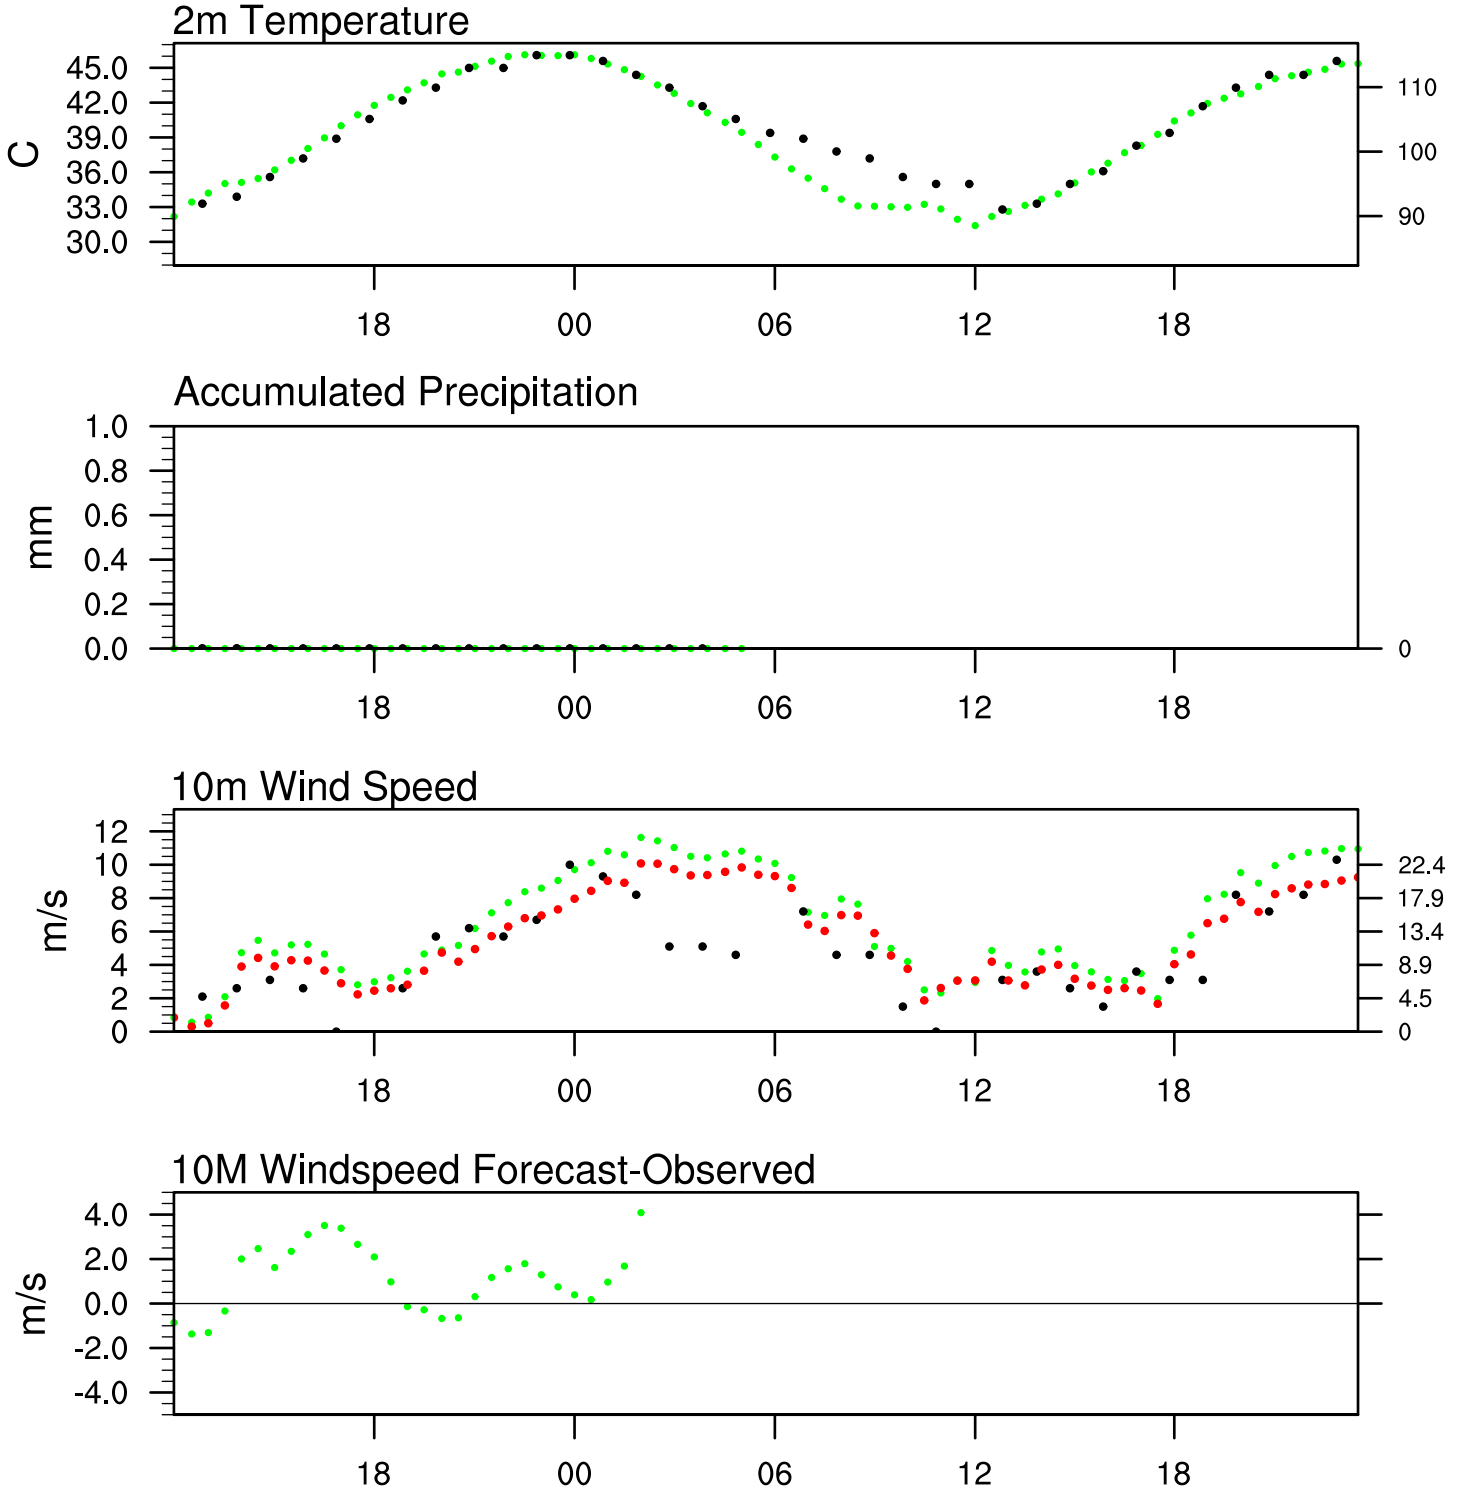 2m Temperature
45.0
42.0
39.0
36.0
33.0
30.0
C
110
100
90
18 00 06 12 18
Accumulated Precipitation
1.0
0.8
0.6
0.4
0.2
0.0
mm
0
18 00 06 12 18
10m Wind Speed
12
10
8
6
4
2
0
m/s
22.4
17.9
13.4
8.9
4.5
0
18 00 06 12 18
10M Windspeed Forecast-Observed
4.0
2.0
0.0
-2.0
-4.0
m/s
18 00 06 12 18